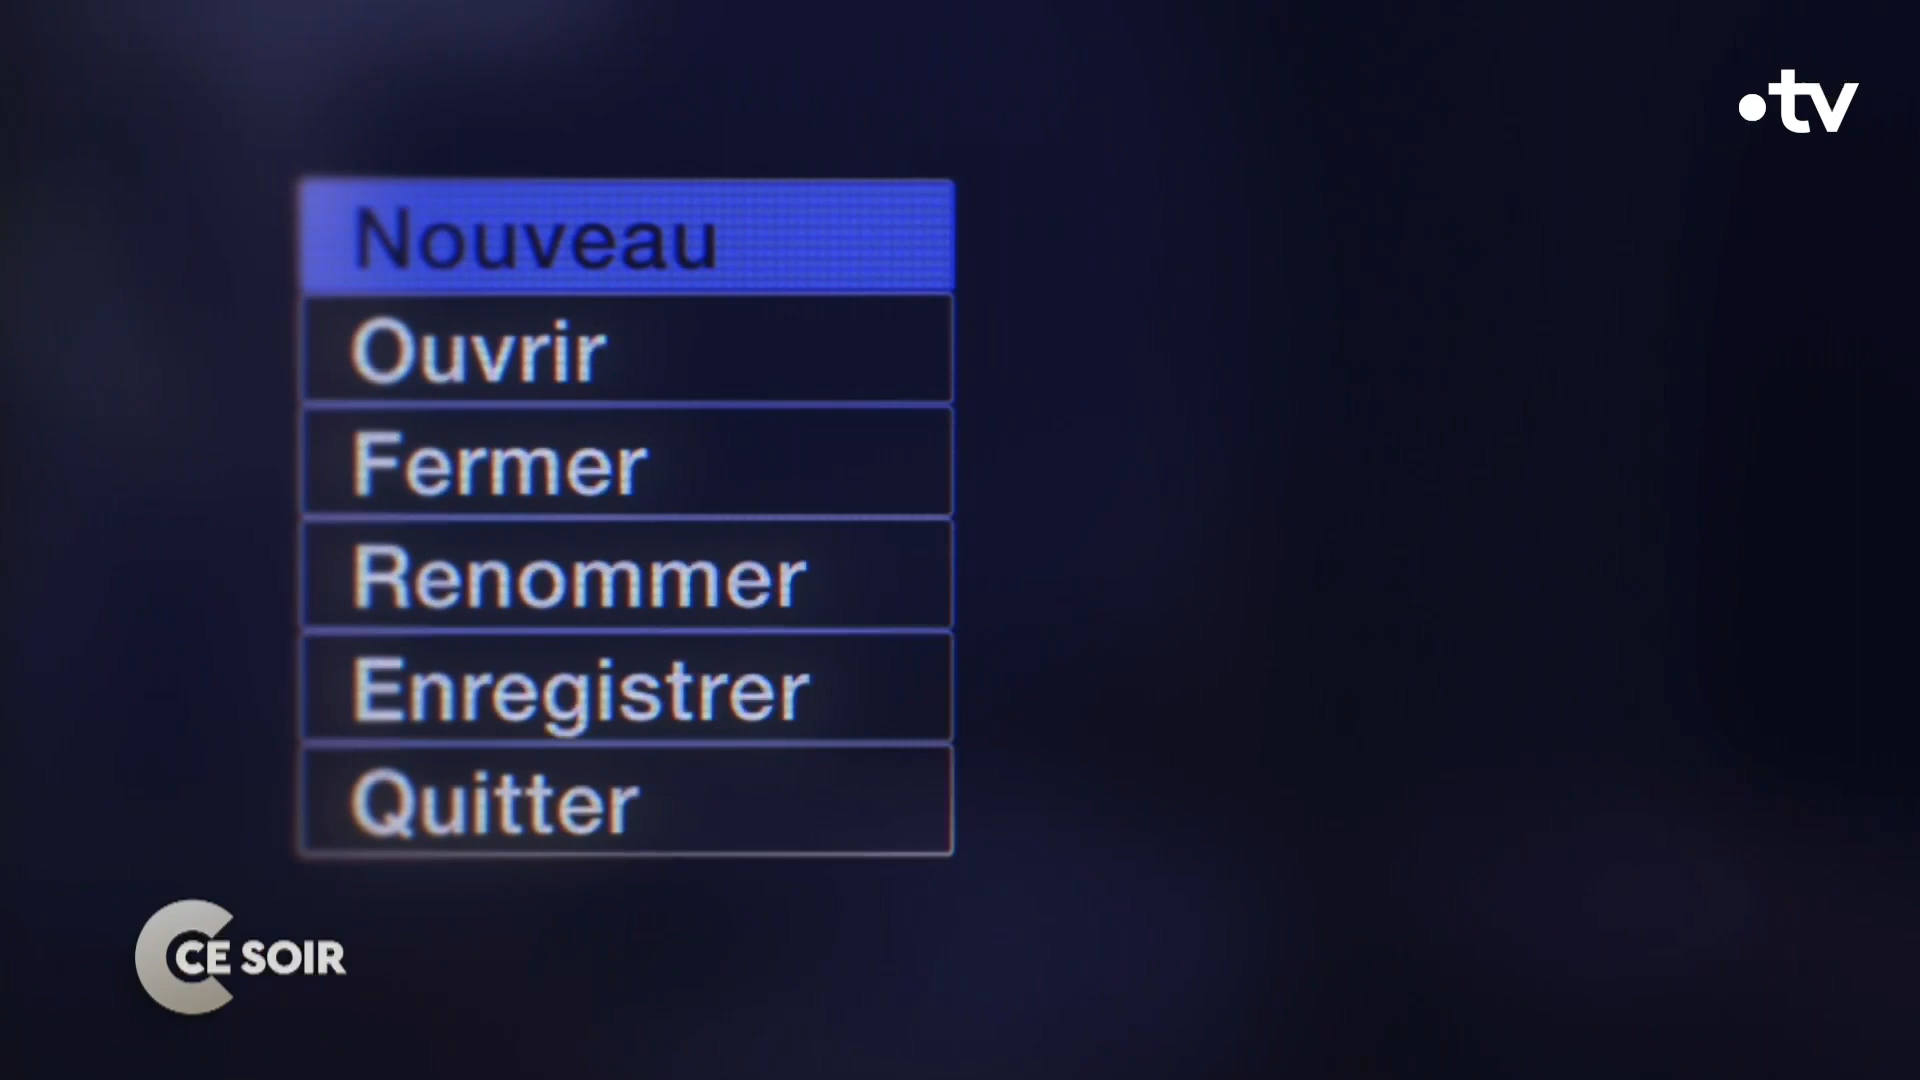 •tv
Nouveau
Ouvrir
Fermer
Renommer
Enregistrer
Quitter
CE SOIR